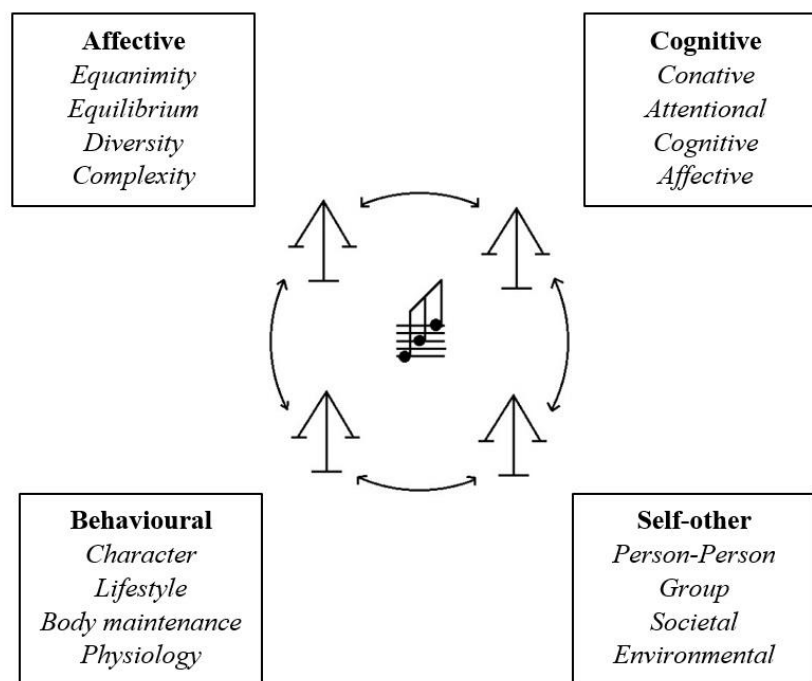 Affective
Equanimity
Equilibrium
Diversity
Complexity
Cognitive
Conative
Attentional
Cognitive
Affective
Behavioural
Character
Lifestyle
Body maintenance
Physiology
Self-other
Person-Person
Group
Societal
Environmental